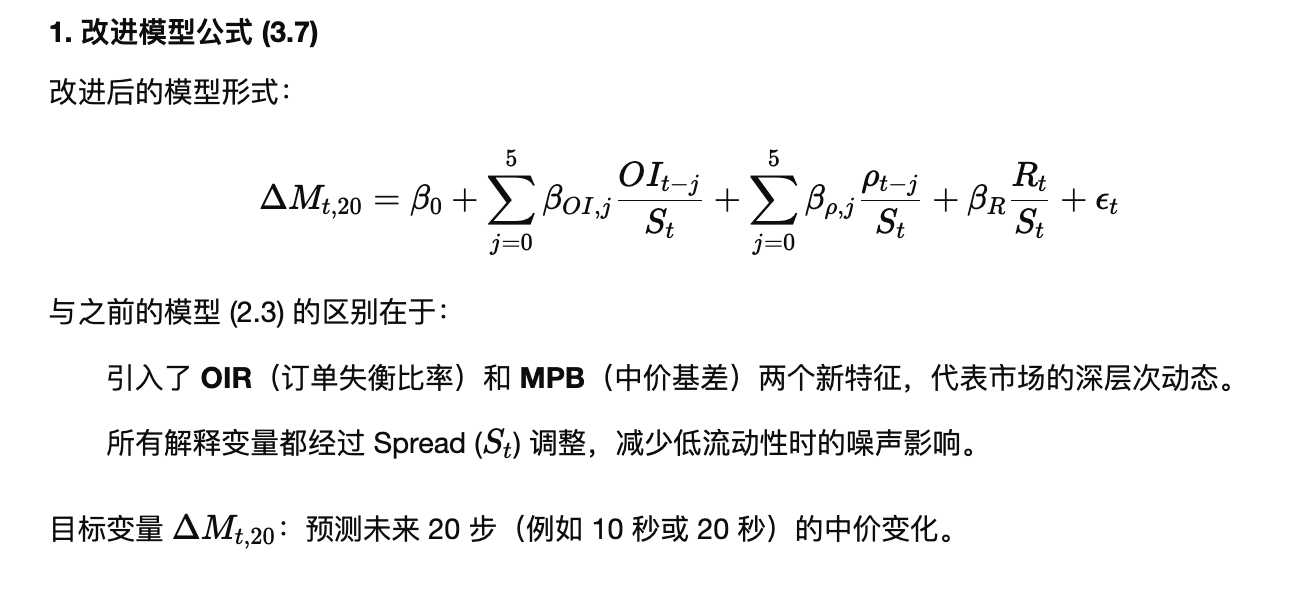 1. 改进模型公式 (3.7)
改进后的模型形式：
$$\Delta M_{t,20} = \beta_0 + \sum_{j=0}^{5} \beta_{OI,j} \frac{OI_{t-j}}{S_t} + \sum_{j=0}^{5} \beta_{\rho,j} \frac{\rho_{t-j}}{S_t} + \beta_R \frac{R_t}{S_t} + \epsilon_t$$
与之前的模型 (2.3) 的区别在于：
引入了 OIR（订单失衡比率）和 MPB（中价基差）两个新特征，代表市场的深层次动态。
所有解释变量都经过 Spread ($S_t$) 调整，减少低流动性时的噪声影响。
目标变量 $\Delta M_{t,20}$：预测未来 20 步（例如 10 秒或 20 秒）的中价变化。